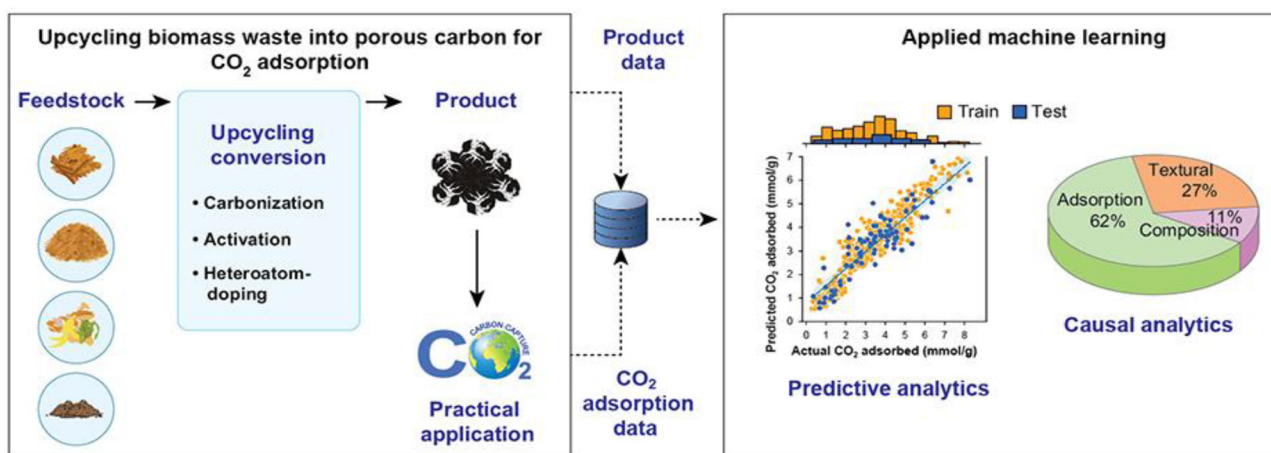 Upcycling biomass waste into porous carbon for
CO₂ adsorption
Feedstock
Upcycling
conversion
• Carbonization
• Activation
• Heteroatom-
doping
Product
CARBON CAPTURE
CO₂
Practical
application
Product
data
CO₂
adsorption
data
Applied machine learning
Train
Test
Predicted CO₂ adsorbed (mmol/g)
7
6
5
4
3
2
1
0
0 1 2 3 4 5 6 7 8
Actual CO₂ adsorbed (mmol/g)
Predictive analytics
Adsorption
62%
Textural
27%
11%
Composition
Causal analytics